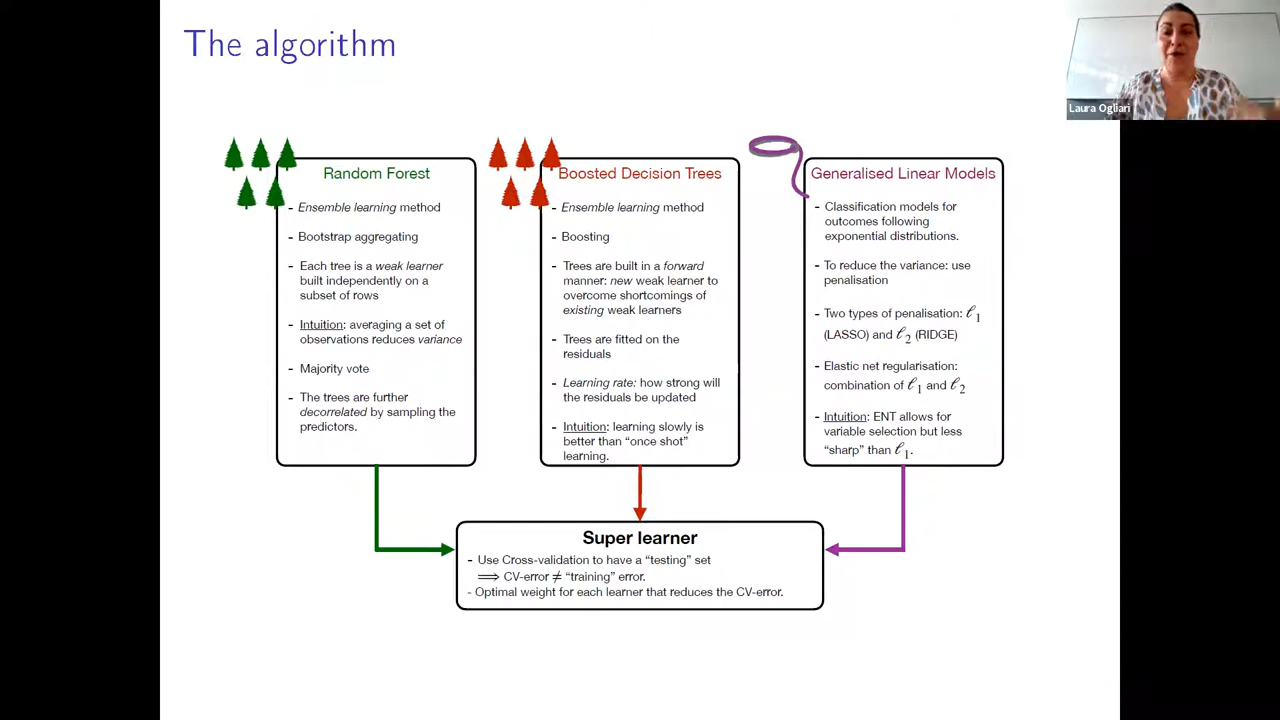 The algorithm
Laura Ogliari
Random Forest
- Ensemble learning method
- Bootstrap aggregating
- Each tree is a weak learner
built independently on a
subset of rows
- Intuition: averaging a set of
observations reduces variance
- Majority vote
- The trees are further
decorrelated by sampling the
predictors.
Boosted Decision Trees
- Ensemble learning method
- Boosting
- Trees are built in a forward
manner: new weak learner to
overcome shortcomings of
existing weak learners
- Trees are fitted on the
residuals
- Learning rate: how strong will
the residuals be updated
- Intuition: learning slowly is
better than “once shot”
learning.
Generalised Linear Models
- Classification models for
outcomes following
exponential distributions.
- To reduce the variance: use
penalisation
- Two types of penalisation: ℓ1
(LASSO) and ℓ2 (RIDGE)
- Elastic net regularisation:
combination of ℓ1 and ℓ2
- Intuition: ENT allows for
variable selection but less
“sharp” than ℓ1.
Super learner
- Use Cross-validation to have a “testing” set
⟹ CV-error ≠ “training” error.
- Optimal weight for each learner that reduces the CV-error.